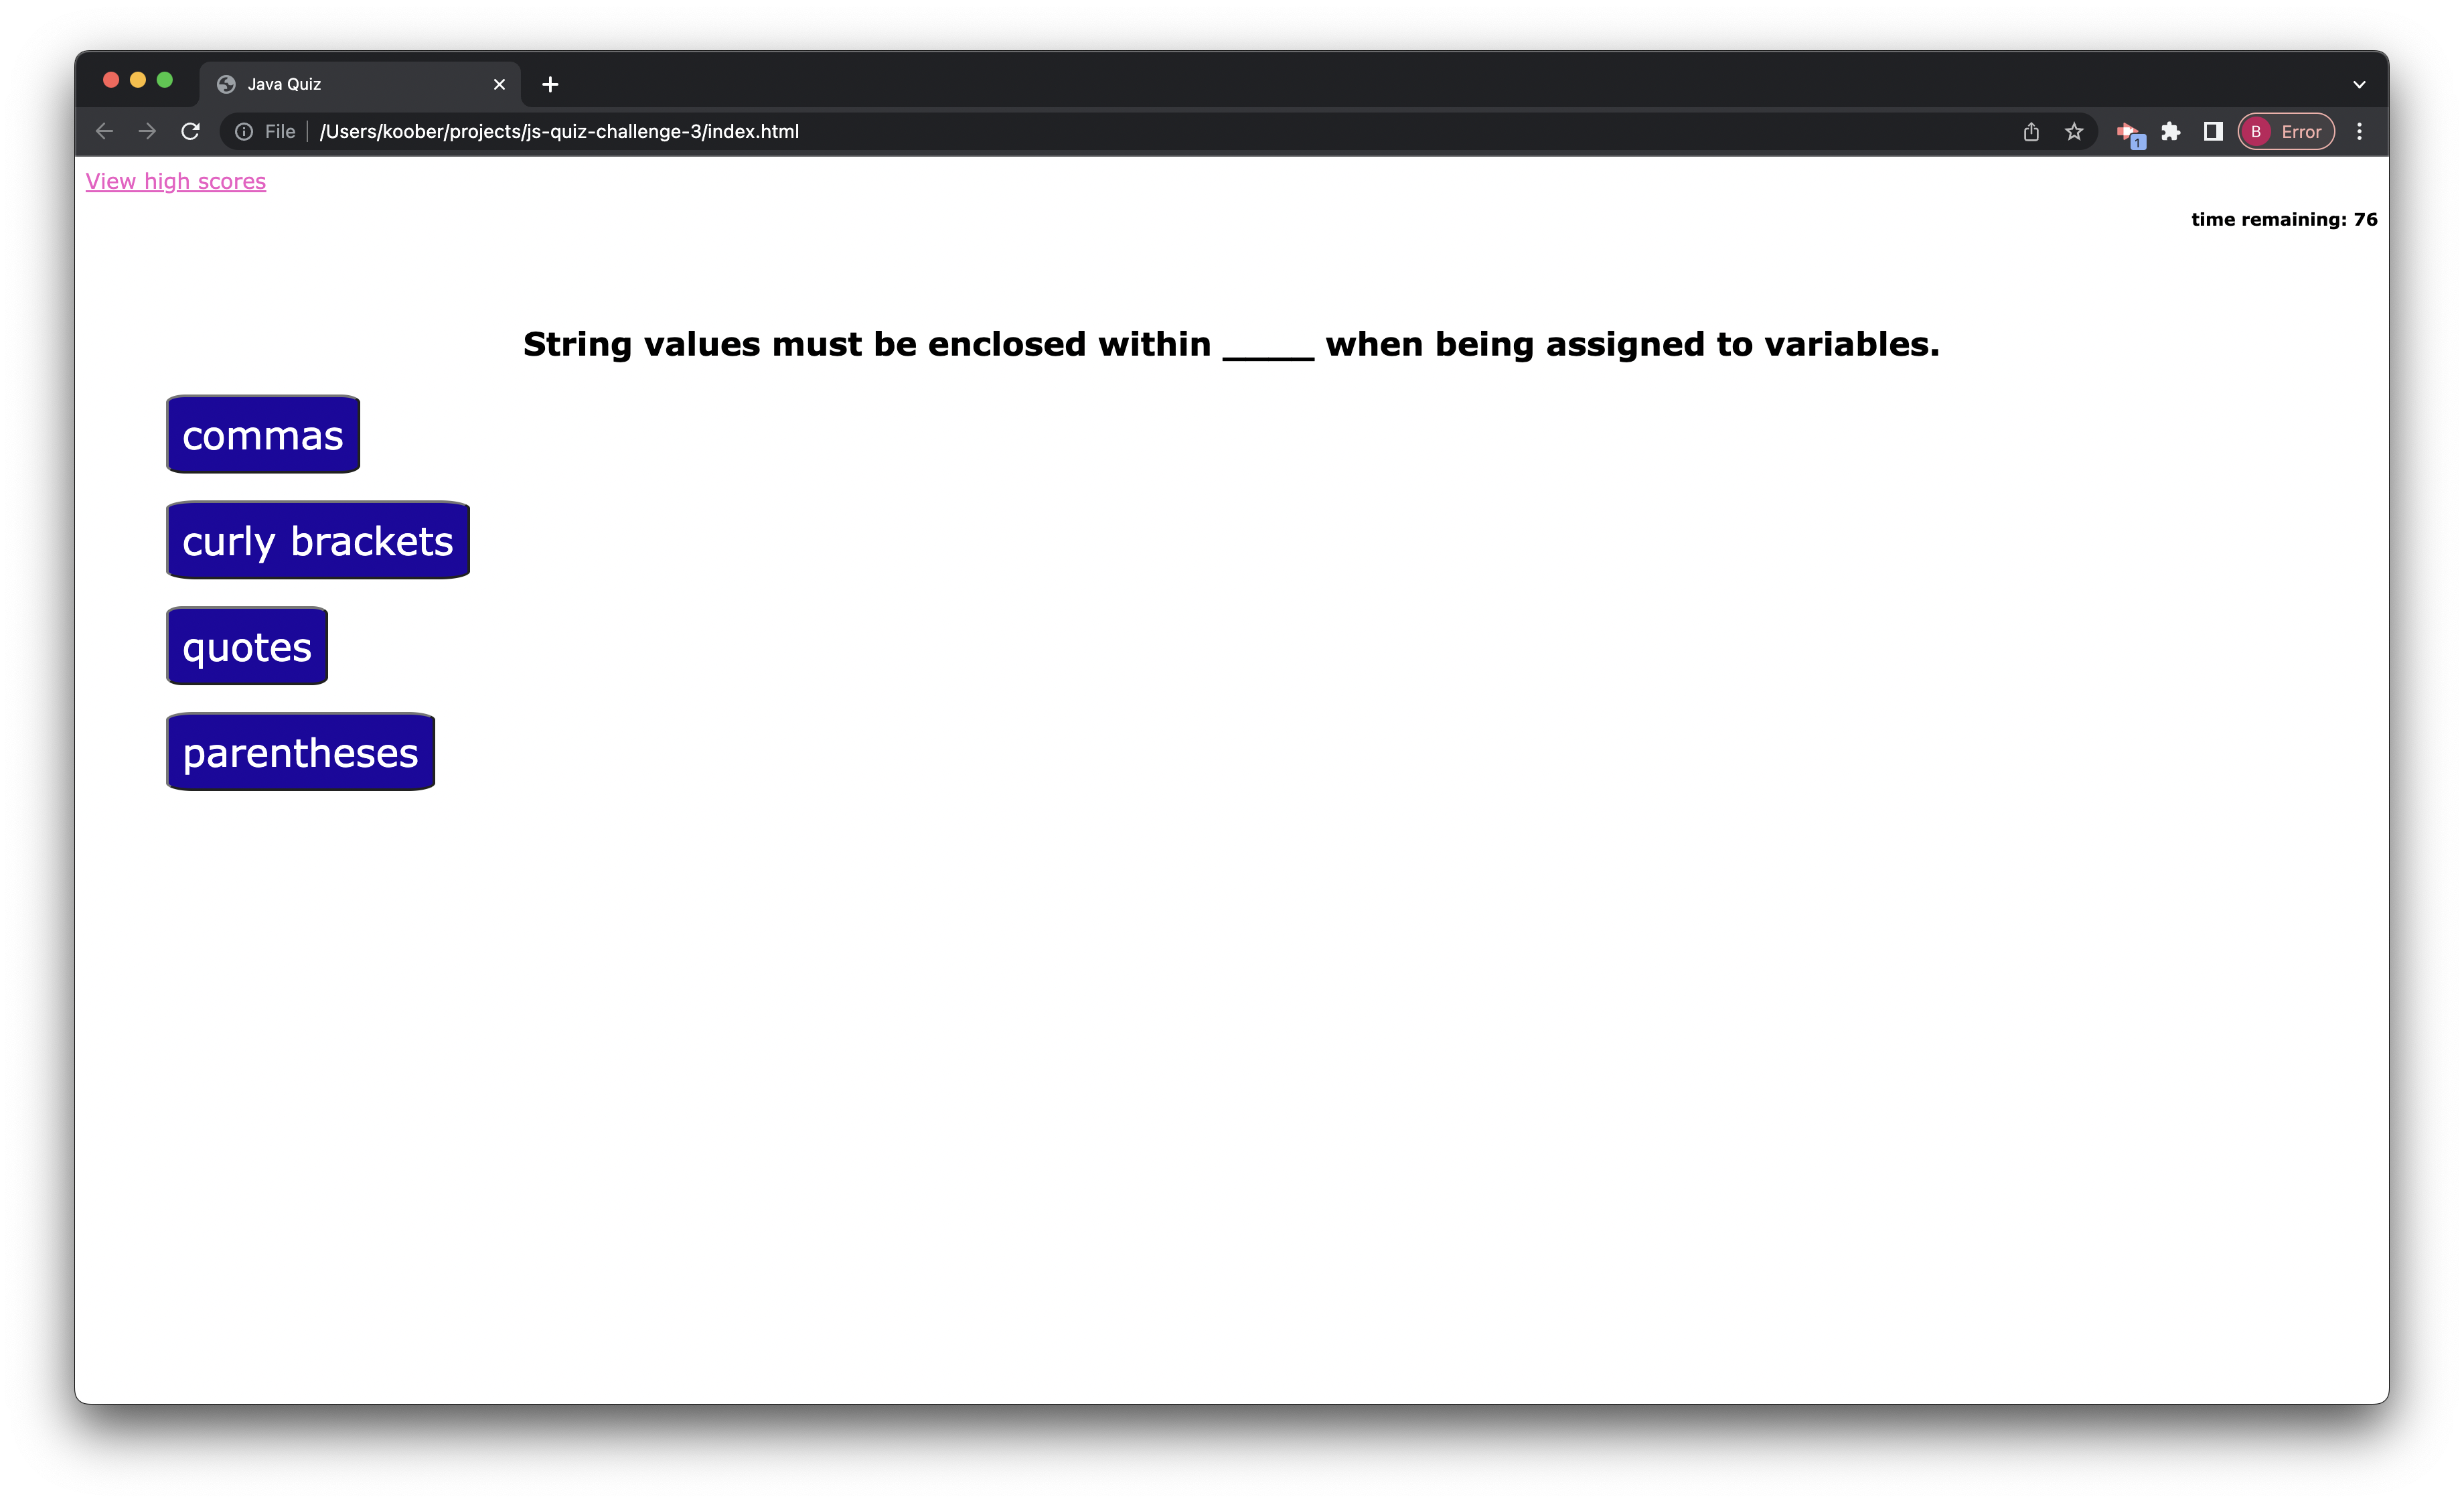 Java Quiz
File /Users/koober/projects/js-quiz-challenge-3/index.html 1 B Error
View high scores
time remaining: 76
String values must be enclosed within _____ when being assigned to variables.
commas
curly brackets
quotes
parentheses